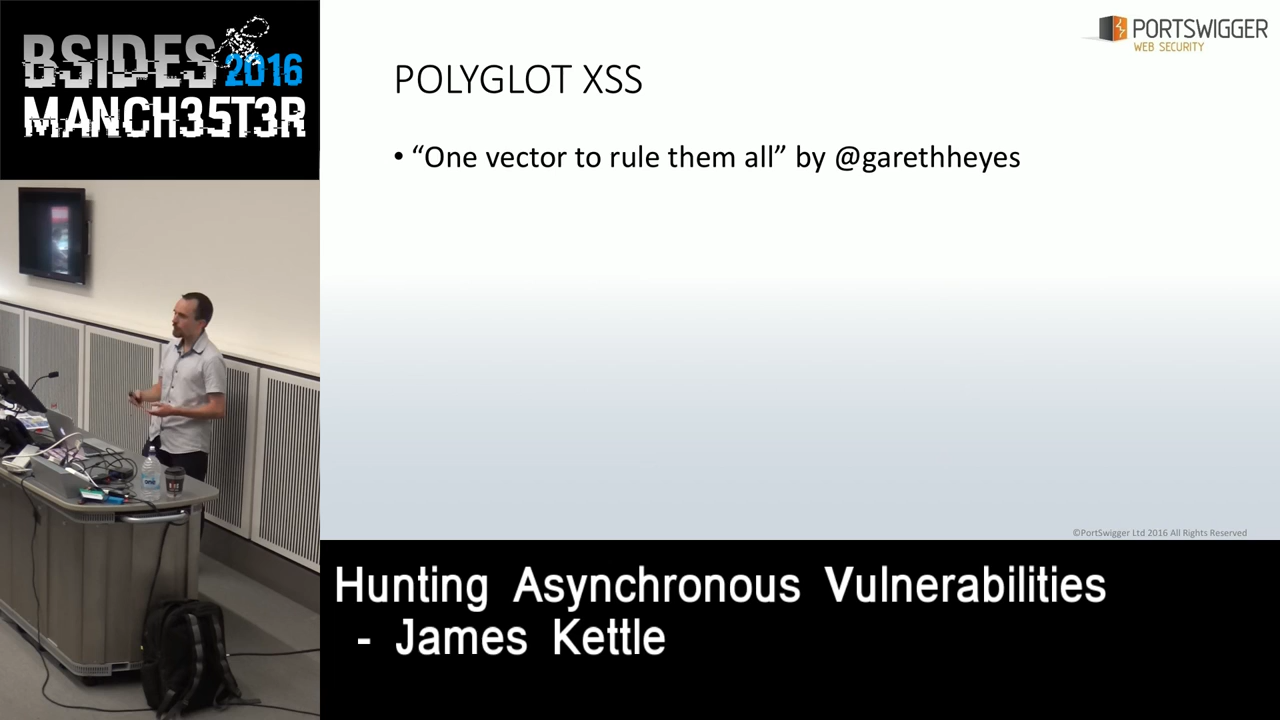 BSIDES 2016
MANCH35T3R
PORTSWIGGER
WEB SECURITY
POLYGLOT XSS
• “One vector to rule them all” by @garethheyes
©PortSwigger Ltd 2016 All Rights Reserved
Hunting Asynchronous Vulnerabilities
- James Kettle